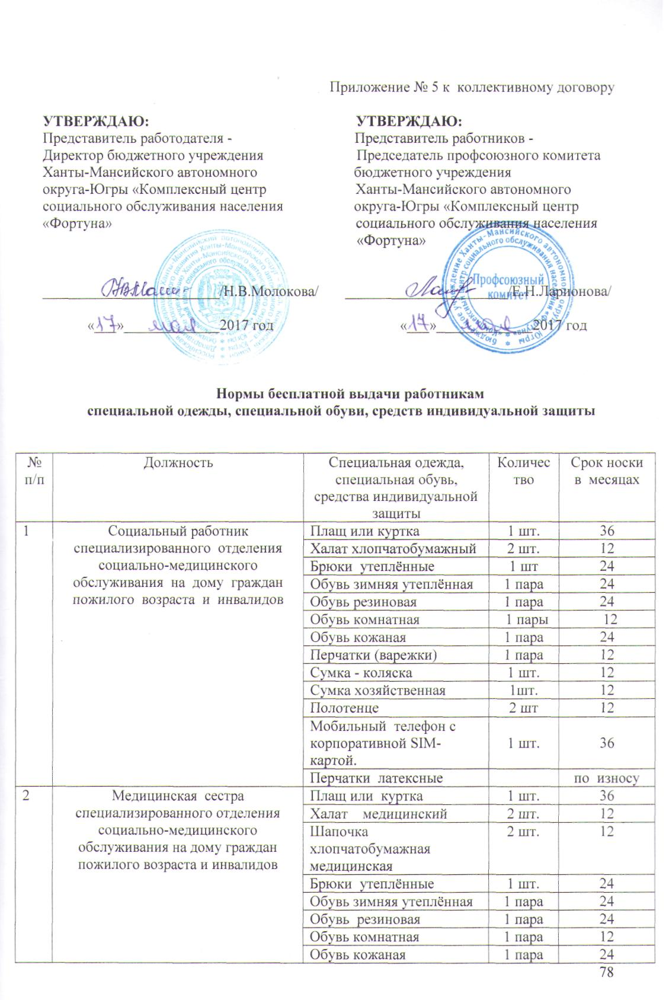 Приложение № 5 к коллективному договору
УТВЕРЖДАЮ: УТВЕРЖДАЮ:
Представитель работодателя - Представитель работников -
Директор бюджетного учреждения Председатель профсоюзного комитета
Ханты-Мансийского автономного бюджетного учреждения
округа-Югры «Комплексный центр Ханты-Мансийского автономного
социального обслуживания населения округа-Югры «Комплексный центр
«Фортуна» социального обслуживания населения
«Фортуна»
Профсоюзный
комитет
/Н.В.Молокова/ /Е.Н.Ларионова/
«17» мая 2017 год «17» мая 2017 год
Нормы бесплатной выдачи работникам
специальной одежды, специальной обуви, средств индивидуальной защиты
№ Должность Специальная одежда, Количес Срок носки
п/п специальная обувь, тво в месяцах
средства индивидуальной
защиты
1 Социальный работник Плащ или куртка 1 шт. 36
специализированного отделения Халат хлопчатобумажный 2 шт. 12
социально-медицинского Брюки утеплённые 1 шт 24
обслуживания на дому граждан Обувь зимняя утеплённая 1 пара 24
пожилого возраста и инвалидов Обувь резиновая 1 пара 24
Обувь комнатная 1 пары 12
Обувь кожаная 1 пара 24
Перчатки (варежки) 1 пара 12
Сумка - коляска 1 шт. 12
Сумка хозяйственная 1шт. 12
Полотенце 2 шт 12
Мобильный телефон с
корпоративной SIM- 1 шт. 36
картой.
Перчатки латексные по износу
2 Медицинская сестра Плащ или куртка 1 шт. 36
специализированного отделения Халат медицинский 2 шт. 12
социально-медицинского Шапочка 2 шт. 12
обслуживания на дому граждан хлопчатобумажная
пожилого возраста и инвалидов медицинская
Брюки утеплённые 1 шт. 24
Обувь зимняя утеплённая 1 пара 24
Обувь резиновая 1 пара 24
Обувь комнатная 1 пара 12
Обувь кожаная 1 пара 24
78